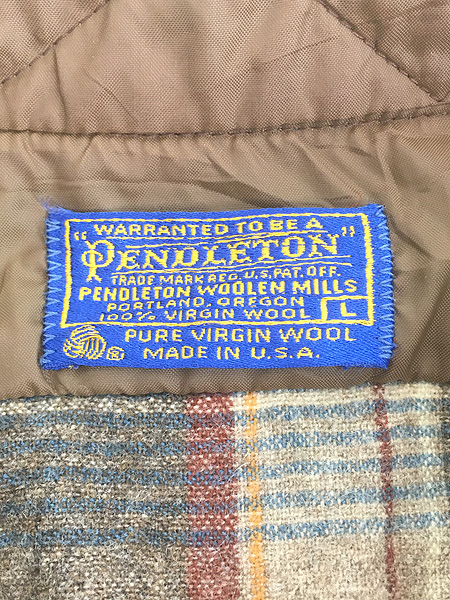 "WARRANTED TO BE A
PENDLETON"
TRADE MARK REG. U.S. PAT. OFF.
PENDLETON WOOLEN MILLS
PORTLAND, OREGON
100% VIRGIN WOOL L
® PURE VIRGIN WOOL
MADE IN U.S.A.